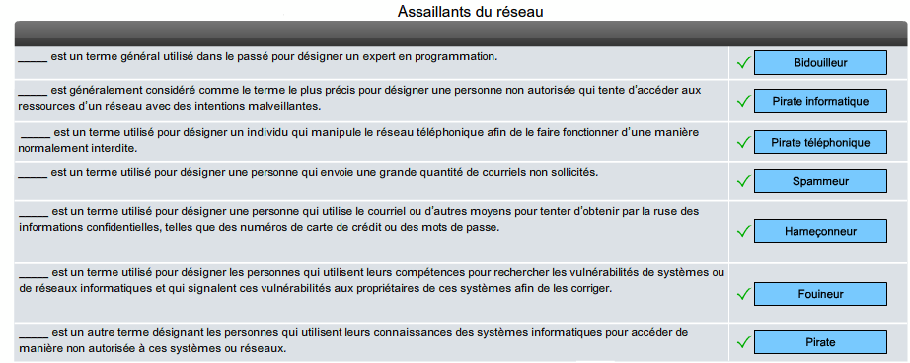 Assaillants du réseau
_____ est un terme général utilisé dans le passé pour désigner un expert en programmation.
Bidouilleur
_____ est généralement considéré comme le terme le plus précis pour désigner une personne non autorisée qui tente d'accéder aux
ressources d'un réseau avec des intentions malveillantes.
Pirate informatique
_____ est un terme utilisé pour désigner un individu qui manipule le réseau téléphonique afin de le faire fonctionner d'une manière
normalement interdite.
Pirate téléphonique
_____ est un terme utilisé pour désigner une personne qui envoie une grande quantité de courriels non sollicités.
Spammeur
_____ est un terme utilisé pour désigner une personne qui utilise le courriel ou d'autres moyens pour tenter d'obtenir par la ruse des
informations confidentielles, telles que des numéros de carte de crédit ou des mots de passe.
Hameçonneur
_____ est un terme utilisé pour désigner les personnes qui utilisent leurs compétences pour rechercher les vulnérabilités de systèmes ou
de réseaux informatiques et qui signalent ces vulnérabilités aux propriétaires de ces systèmes afin de les corriger.
Fouineur
_____ est un autre terme désignant les personnes qui utilisent leurs connaissances des systèmes informatiques pour accéder de
manière non autorisée à ces systèmes ou réseaux.
Pirate